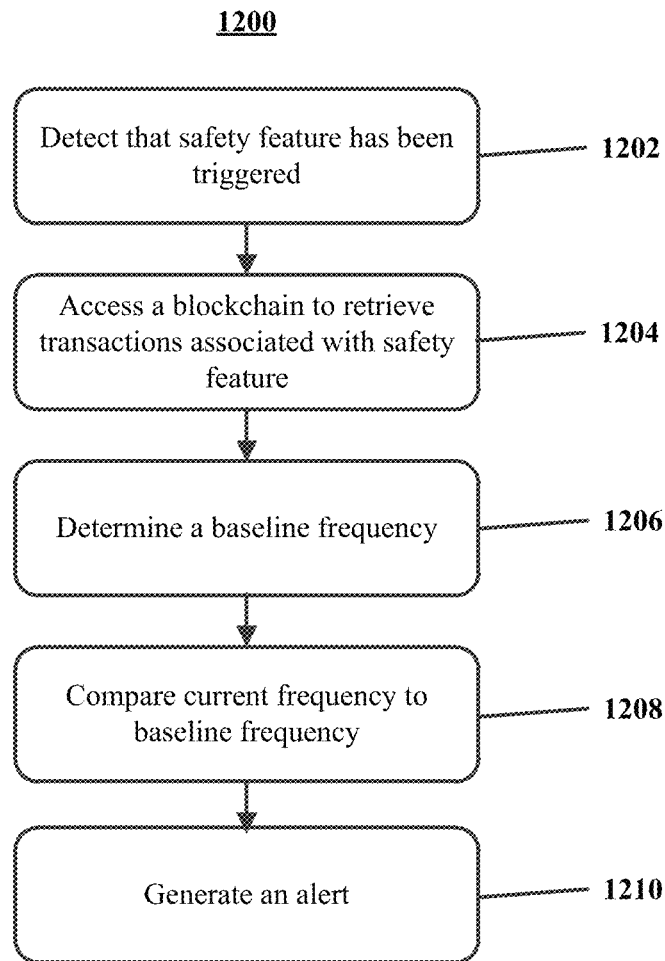 1200
Detect that safety feature has been
triggered
1202
Access a blockchain to retrieve
transactions associated with safety
feature
1204
Determine a baseline frequency
1206
Compare current frequency to
baseline frequency
1208
Generate an alert
1210